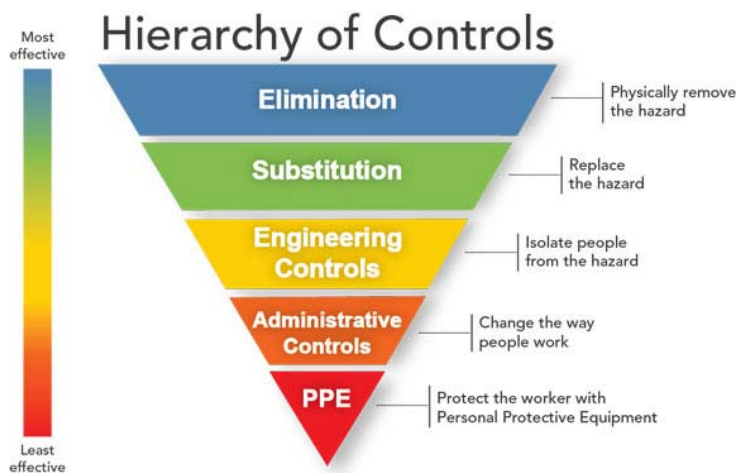 Hierarchy of Controls
Most
effective
Elimination
Physically remove
the hazard
Substitution
Replace
the hazard
Engineering
Controls
Isolate people
from the hazard
Administrative
Controls
Change the way
people work
PPE
Protect the worker with
Personal Protective Equipment
Least
effective